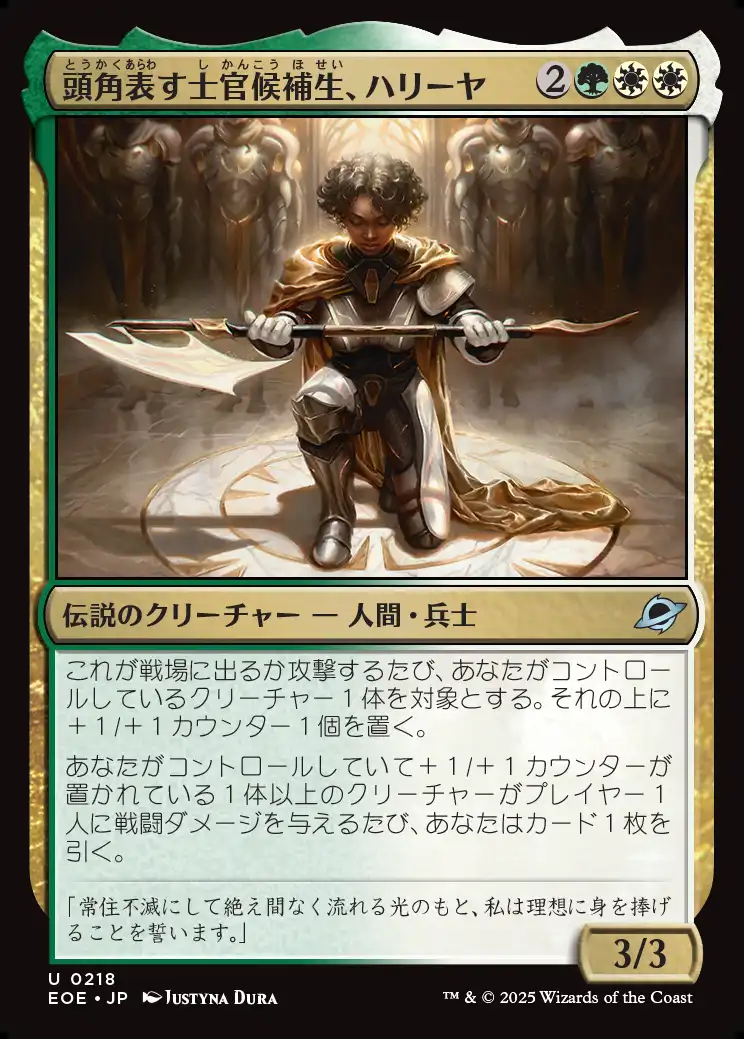 とうかくあらわ しかんこうほせい
頭角表す士官候補生、ハリーヤ 2
伝説のクリーチャー — 人間・兵士
これが戦場に出るか攻撃するたび、あなたがコントロー
ルしているクリーチャー1体を対象とする。それの上に
+1/+1カウンター1個を置く。
あなたがコントロールしていて+1/+1カウンターが
置かれている1体以上のクリーチャーがプレイヤー1
人に戦闘ダメージを与えるたび、あなたはカード1枚を
引く。
「常住不滅にして絶え間なく流れる光のもと、私は理想に身を捧げ
ることを誓います。」
3/3
U 0218
EOE • JP JUSTYNA DURA
™ & © 2025 Wizards of the Coast